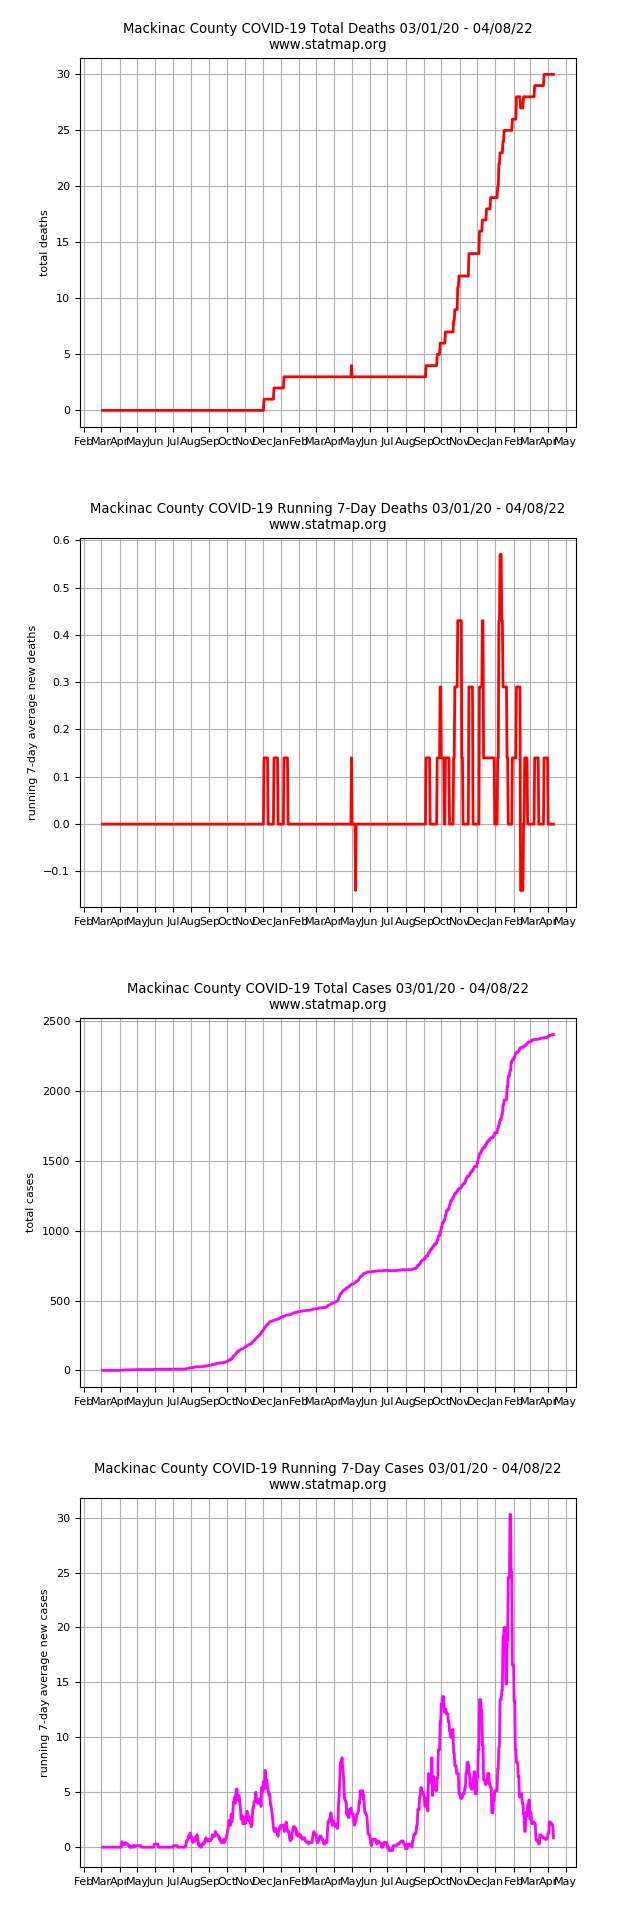 Mackinac County COVID-19 Total Deaths 03/01/20 - 04/08/22
www.statmap.org
30
25
20
15
10
5
0
total deaths
Feb Mar Apr May Jun Jul Aug Sep Oct Nov Dec Jan Feb Mar Apr May Jun Jul Aug Sep Oct Nov Dec Jan Feb Mar Apr May
Mackinac County COVID-19 Running 7-Day Deaths 03/01/20 - 04/08/22
www.statmap.org
0.6
0.5
0.4
0.3
0.2
0.1
0.0
−0.1
running 7-day average new deaths
Feb Mar Apr May Jun Jul Aug Sep Oct Nov Dec Jan Feb Mar Apr May Jun Jul Aug Sep Oct Nov Dec Jan Feb Mar Apr May
Mackinac County COVID-19 Total Cases 03/01/20 - 04/08/22
www.statmap.org
2500
2000
1500
1000
500
0
total cases
Feb Mar Apr May Jun Jul Aug Sep Oct Nov Dec Jan Feb Mar Apr May Jun Jul Aug Sep Oct Nov Dec Jan Feb Mar Apr May
Mackinac County COVID-19 Running 7-Day Cases 03/01/20 - 04/08/22
www.statmap.org
30
25
20
15
10
5
0
running 7-day average new cases
Feb Mar Apr May Jun Jul Aug Sep Oct Nov Dec Jan Feb Mar Apr May Jun Jul Aug Sep Oct Nov Dec Jan Feb Mar Apr May